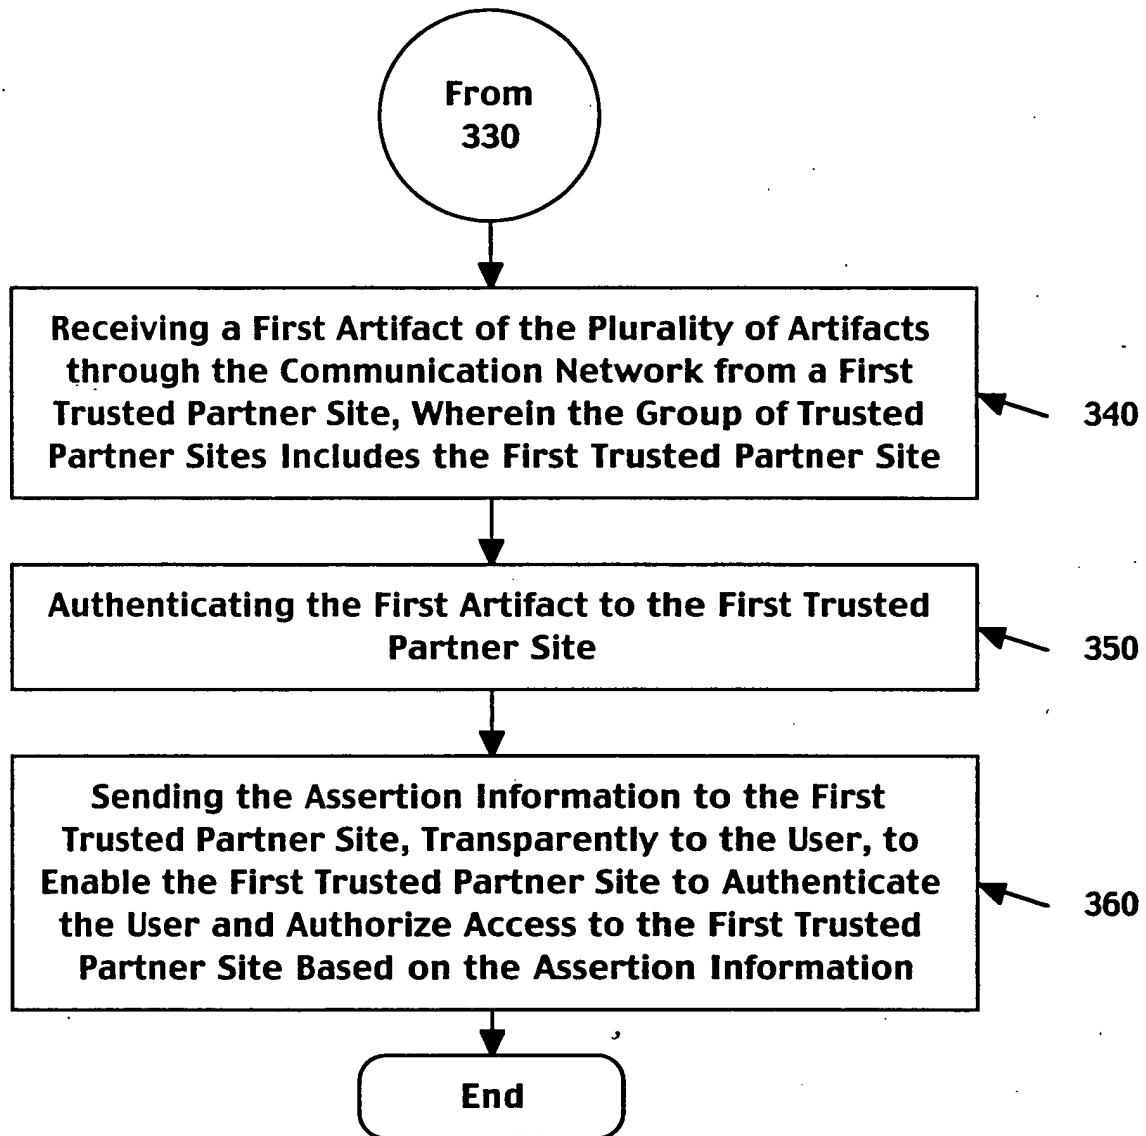 From
330
Receiving a First Artifact of the Plurality of Artifacts
through the Communication Network from a First
Trusted Partner Site, Wherein the Group of Trusted
Partner Sites Includes the First Trusted Partner Site
340
Authenticating the First Artifact to the First Trusted
Partner Site
350
Sending the Assertion Information to the First
Trusted Partner Site, Transparently to the User, to
Enable the First Trusted Partner Site to Authenticate
the User and Authorize Access to the First Trusted
Partner Site Based on the Assertion Information
360
End